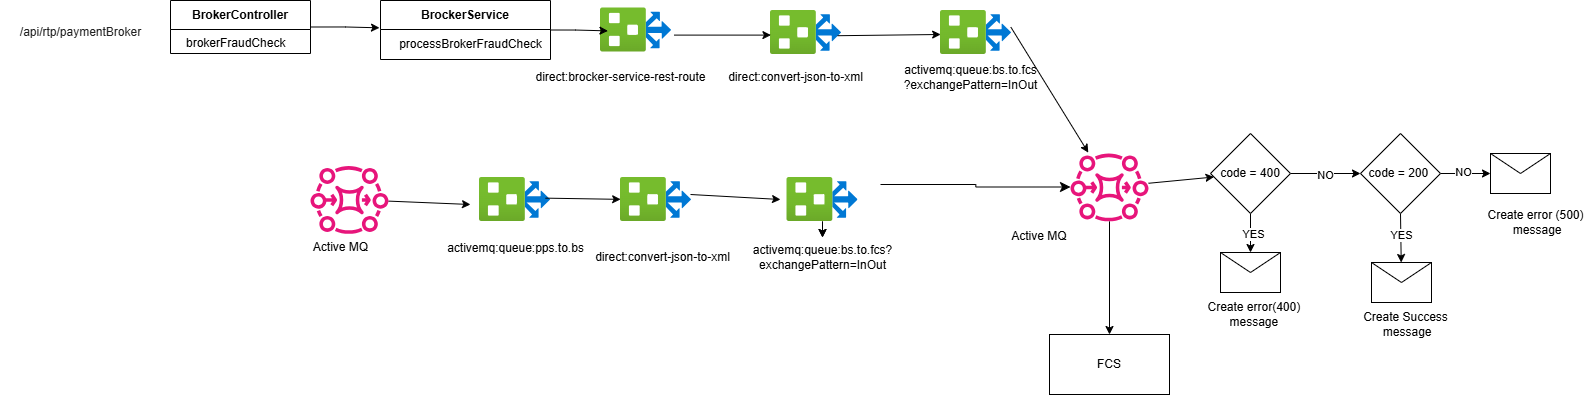 /api/rtp/paymentBroker
BrokerController
brokerFraudCheck
BrockerService
processBrokerFraudCheck
direct:brocker-service-rest-route
direct:convert-json-to-xml
activemq:queue:bs.to.fcs
?exchangePattern=InOut
Active MQ
activemq:queue:pps.to.bs
direct:convert-json-to-xml
activemq:queue:bs.to.fcs?
exchangePattern=InOut
Active MQ
code = 400
NO
code = 200
NO
YES
YES
Create error (500)
message
Create error(400)
message
Create Success
message
FCS